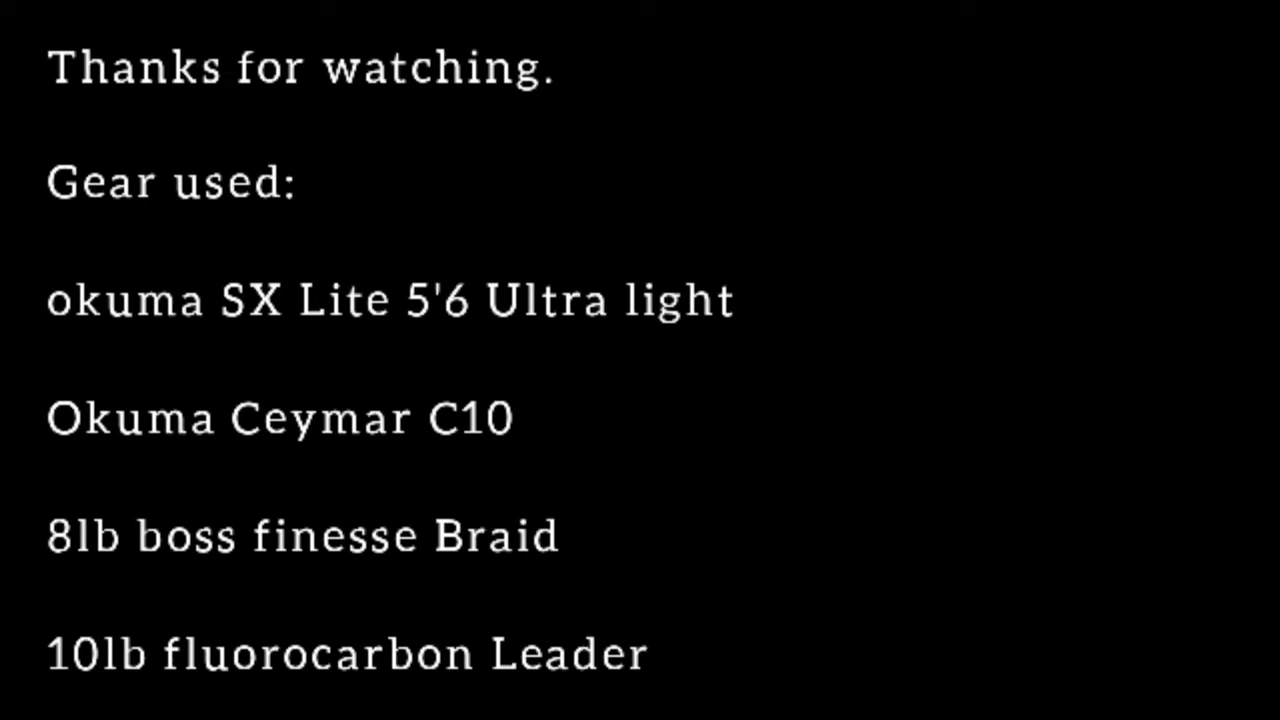 Thanks for watching.
Gear used:
okuma SX Lite 5'6 Ultra light
Okuma Ceymar C10
8lb boss finesse Braid
10lb fluorocarbon Leader